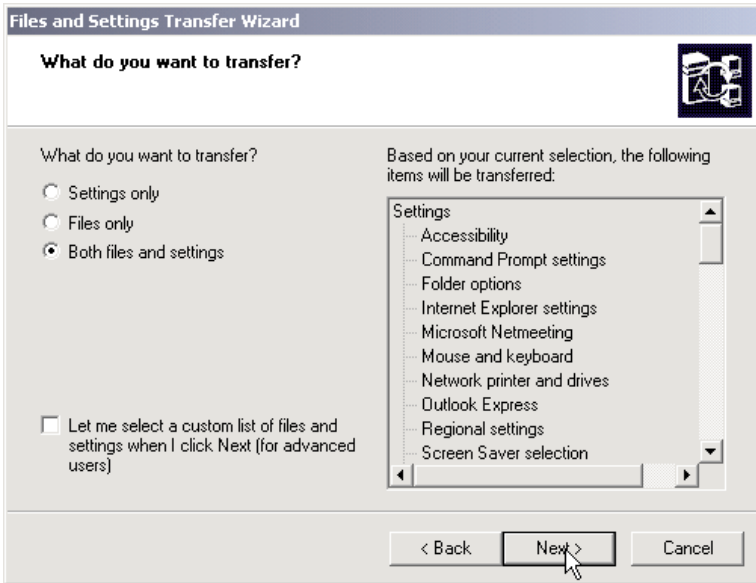 Files and Settings Transfer Wizard
What do you want to transfer?
What do you want to transfer?
Settings only
Files only
Both files and settings
Let me select a custom list of files and
settings when I click Next (for advanced
users)
Based on your current selection, the following
items will be transferred:
Settings
Accessibility
Command Prompt settings
Folder options
Internet Explorer settings
Microsoft Netmeeting
Mouse and keyboard
Network printer and drives
Outlook Express
Regional settings
Screen Saver selection
< Back
Next >
Cancel